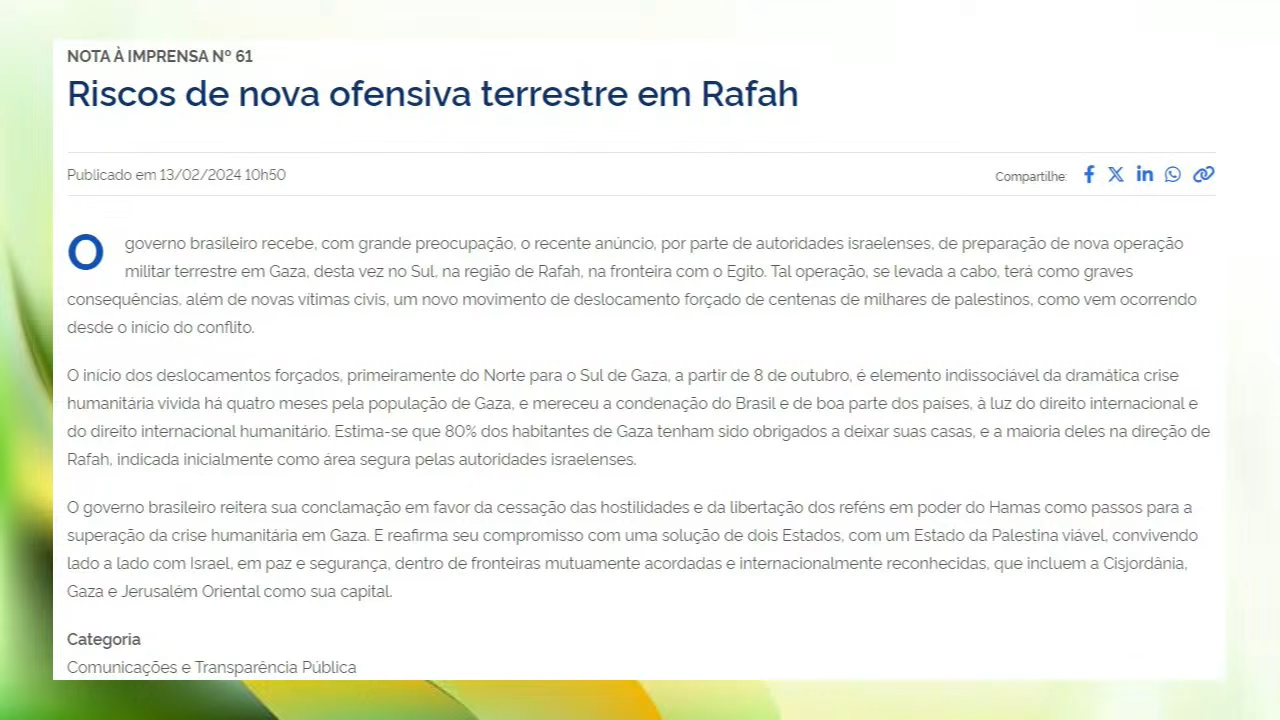 NOTA À IMPRENSA Nº 61
Riscos de nova ofensiva terrestre em Rafah
Publicado em 13/02/2024 10h50
Compartilhe:
O governo brasileiro recebe, com grande preocupação, o recente anúncio, por parte de autoridades israelenses, de preparação de nova operação
militar terrestre em Gaza, desta vez no Sul, na região de Rafah, na fronteira com o Egito. Tal operação, se levada a cabo, terá como graves
consequências, além de novas vítimas civis, um novo movimento de deslocamento forçado de centenas de milhares de palestinos, como vem ocorrendo
desde o início do conflito.
O início dos deslocamentos forçados, primeiramente do Norte para o Sul de Gaza, a partir de 8 de outubro, é elemento indissociável da dramática crise
humanitária vivida há quatro meses pela população de Gaza, e mereceu a condenação do Brasil e de boa parte dos países, à luz do direito internacional e
do direito internacional humanitário. Estima-se que 80% dos habitantes de Gaza tenham sido obrigados a deixar suas casas, e a maioria deles na direção de
Rafah, indicada inicialmente como área segura pelas autoridades israelenses.
O governo brasileiro reitera sua conclamação em favor da cessação das hostilidades e da libertação dos reféns em poder do Hamas como passos para a
superação da crise humanitária em Gaza. E reafirma seu compromisso com uma solução de dois Estados, com um Estado da Palestina viável, convivendo
lado a lado com Israel, em paz e segurança, dentro de fronteiras mutuamente acordadas e internacionalmente reconhecidas, que incluem a Cisjordânia,
Gaza e Jerusalém Oriental como sua capital.
Categoria
Comunicações e Transparência Pública